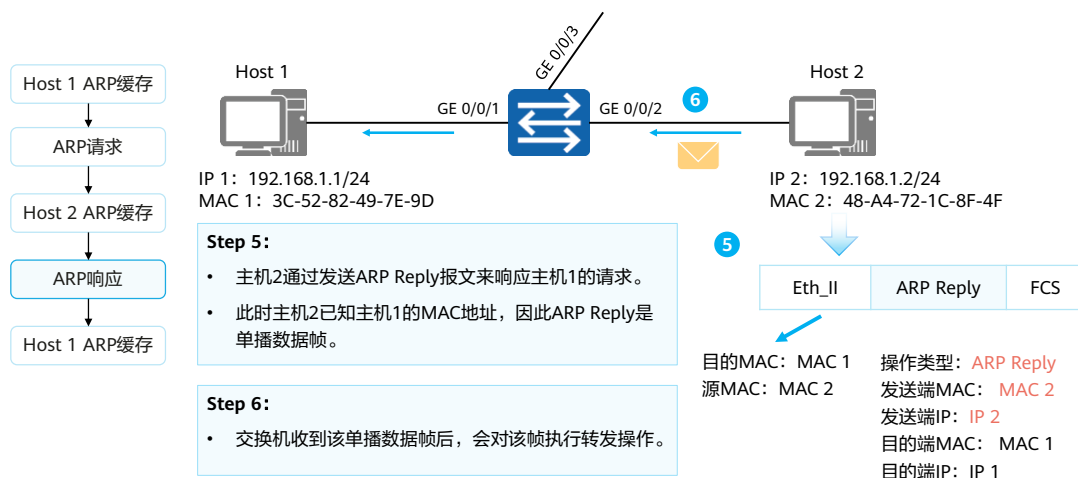 GE 0/0/3
Host 1 ARP缓存
ARP请求
Host 2 ARP缓存
ARP响应
Host 1 ARP缓存
Host 1
GE 0/0/1
GE 0/0/2
6
Host 2
IP 1：192.168.1.1/24
MAC 1：3C-52-82-49-7E-9D
IP 2：192.168.1.2/24
MAC 2：48-A4-72-1C-8F-4F
Step 5：
• 主机2通过发送ARP Reply报文来响应主机1的请求。
• 此时主机2已知主机1的MAC地址，因此ARP Reply是
单播数据帧。
Step 6：
• 交换机收到该单播数据帧后，会对该帧执行转发操作。
5
Eth_II
ARP Reply
FCS
目的MAC：MAC 1
源MAC：MAC 2
操作类型：ARP Reply
发送端MAC： MAC 2
发送端IP：IP 2
目的端MAC： MAC 1
目的端IP：IP 1